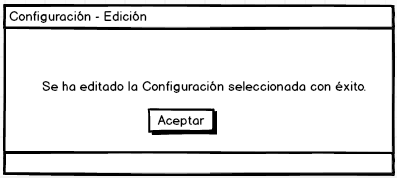 Configuración - Edición
Se ha editado la Configuración seleccionada con éxito.
Aceptar